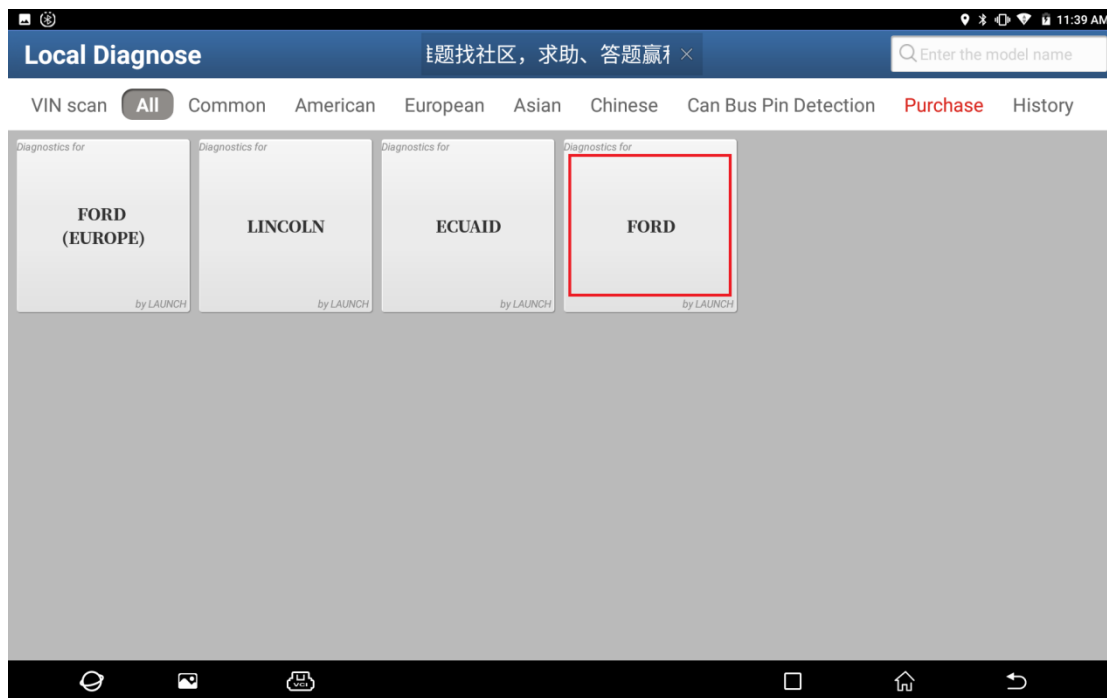 11:39 AM
Local Diagnose
题找社区，求助、答题赢
Enter the model name
VIN scan All Common American European Asian Chinese Can Bus Pin Detection Purchase History
Diagnostics for
FORD
(EUROPE)
by LAUNCH
Diagnostics for
LINCOLN
by LAUNCH
Diagnostics for
ECUAID
by LAUNCH
Diagnostics for
FORD
by LAUNCH
VCI